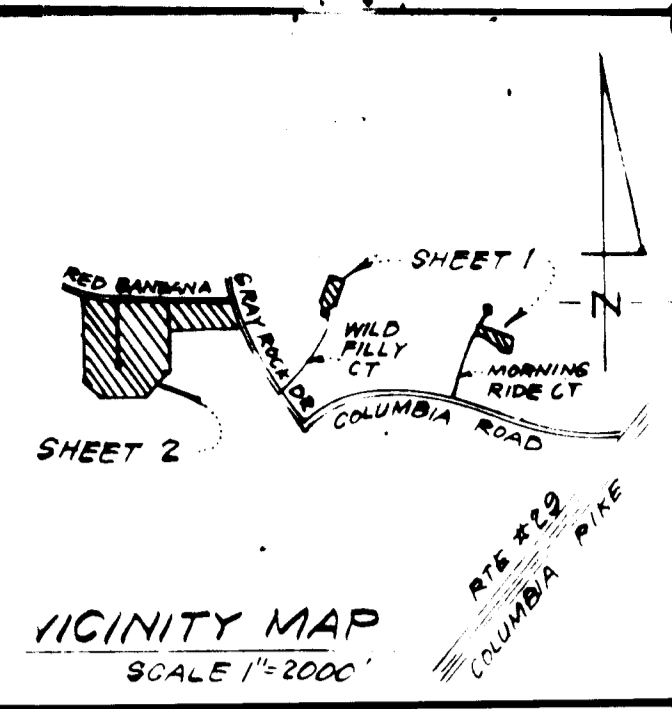 SHEET 1
RED BANDANA
GRAY ROCK DR
WILD
FILLY
CT
N
MORNING
RIDE CT
COLUMBIA ROAD
SHEET 2
RTE #29
COLUMBIA PIKE
VICINITY MAP
SCALE 1"=2000'